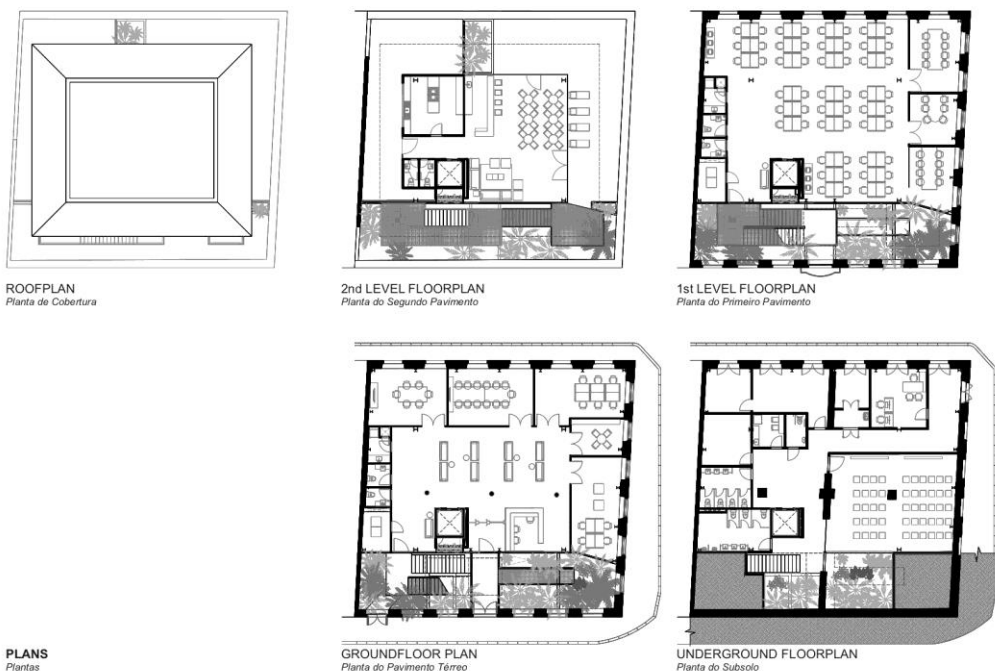 ROOFPLAN
Planta de Cobertura
2nd LEVEL FLOORPLAN
Planta do Segundo Pavimento
1st LEVEL FLOORPLAN
Planta do Primeiro Pavimento
PLANS
Plantas
GROUNDFLOOR PLAN
Planta do Pavimento Térreo
UNDERGROUND FLOORPLAN
Planta do Subsolo